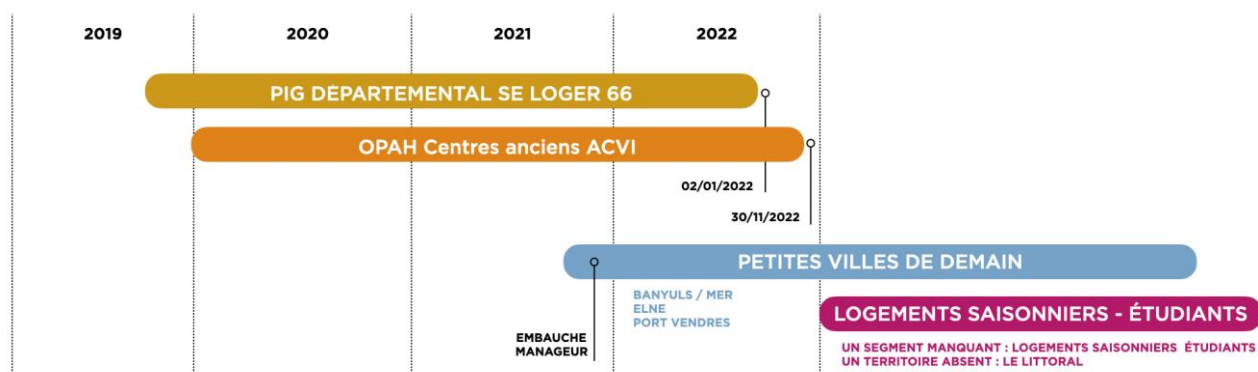 2019 2020 2021 2022
PIG DÉPARTEMENTAL SE LOGER 66
OPAH Centres anciens ACVI
02/01/2022
30/11/2022
PETITES VILLES DE DEMAIN
BANYULS / MER
ELNE
PORT VENDRES
EMBAUCHE
MANAGEUR
LOGEMENTS SAISONNIERS - ÉTUDIANTS
UN SEGMENT MANQUANT : LOGEMENTS SAISONNIERS ÉTUDIANTS
UN TERRITOIRE ABSENT : LE LITTORAL